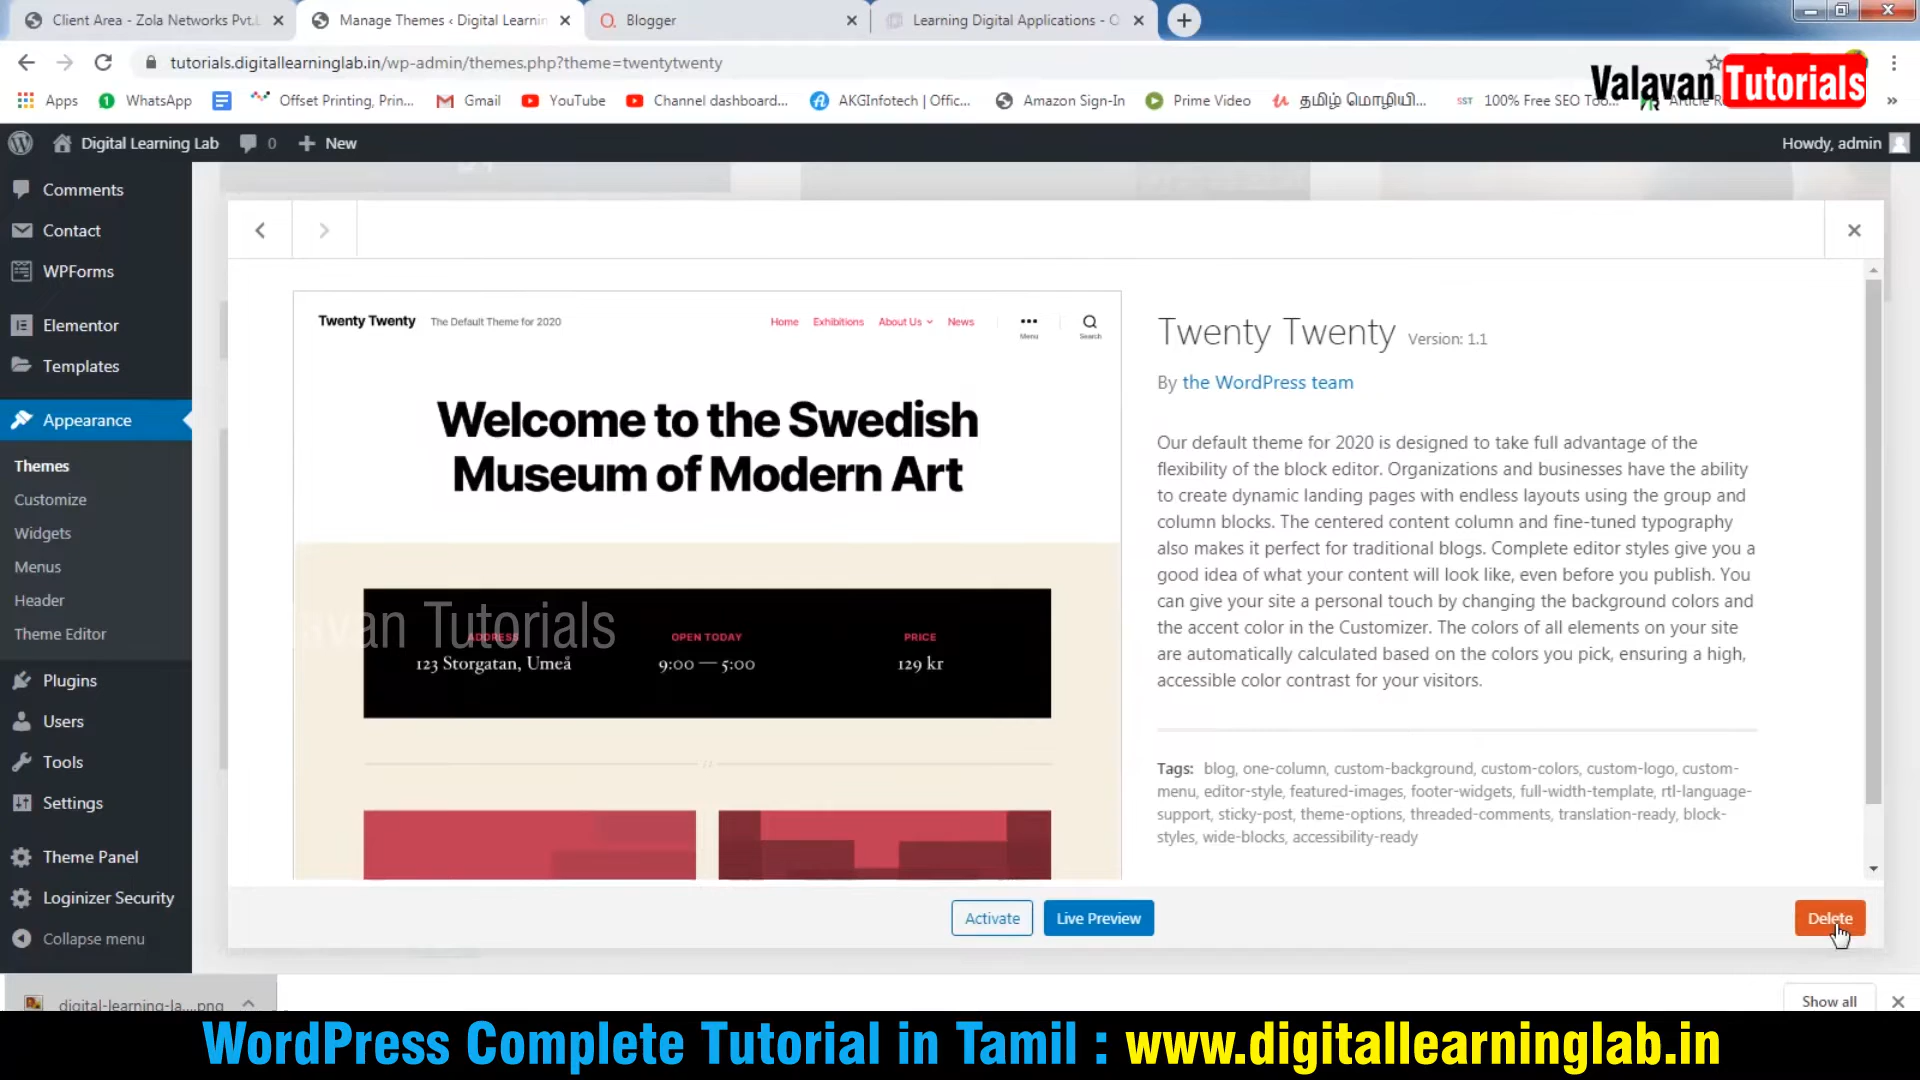 Client Area - Zola Networks Pvt.
Manage Themes ‹ Digital Learnin
Blogger
Learning Digital Applications - O
tutorials.digitallearninglab.in/wp-admin/themes.php?theme=twentytwenty
Valavan Tutorials
Apps
WhatsApp
Offset Printing, Prin...
Gmail
YouTube
Channel dashboard...
AKGInfotech | Offic...
Amazon Sign-In
Prime Video
தமிழ் மொழியி...
SST 100% Free SEO Too...
Digital Learning Lab
0
New
Howdy, admin
Comments
Contact
WPForms
Elementor
Templates
Appearance
Themes
Customize
Widgets
Menus
Header
Theme Editor
Plugins
Users
Tools
Settings
Theme Panel
Loginizer Security
Collapse menu
Twenty Twenty The Default Theme for 2020
Home Exhibitions About Us News
Menu
Search
Welcome to the Swedish
Museum of Modern Art
van Tutorials
ADDRESS OPEN TODAY PRICE
123 Storgatan, Umeå 9:00 — 5:00 129 kr
Twenty Twenty Version: 1.1
By the WordPress team
Our default theme for 2020 is designed to take full advantage of the
flexibility of the block editor. Organizations and businesses have the ability
to create dynamic landing pages with endless layouts using the group and
column blocks. The centered content column and fine-tuned typography
also makes it perfect for traditional blogs. Complete editor styles give you a
good idea of what your content will look like, even before you publish. You
can give your site a personal touch by changing the background colors and
the accent color in the Customizer. The colors of all elements on your site
are automatically calculated based on the colors you pick, ensuring a high,
accessible color contrast for your visitors.
Tags: blog, one-column, custom-background, custom-colors, custom-logo, custom-
menu, editor-style, featured-images, footer-widgets, full-width-template, rtl-language-
support, sticky-post, theme-options, threaded-comments, translation-ready, block-
styles, wide-blocks, accessibility-ready
Activate
Live Preview
Delete
digital-learning-la....png
Show all
WordPress Complete Tutorial in Tamil : www.digitallearninglab.in